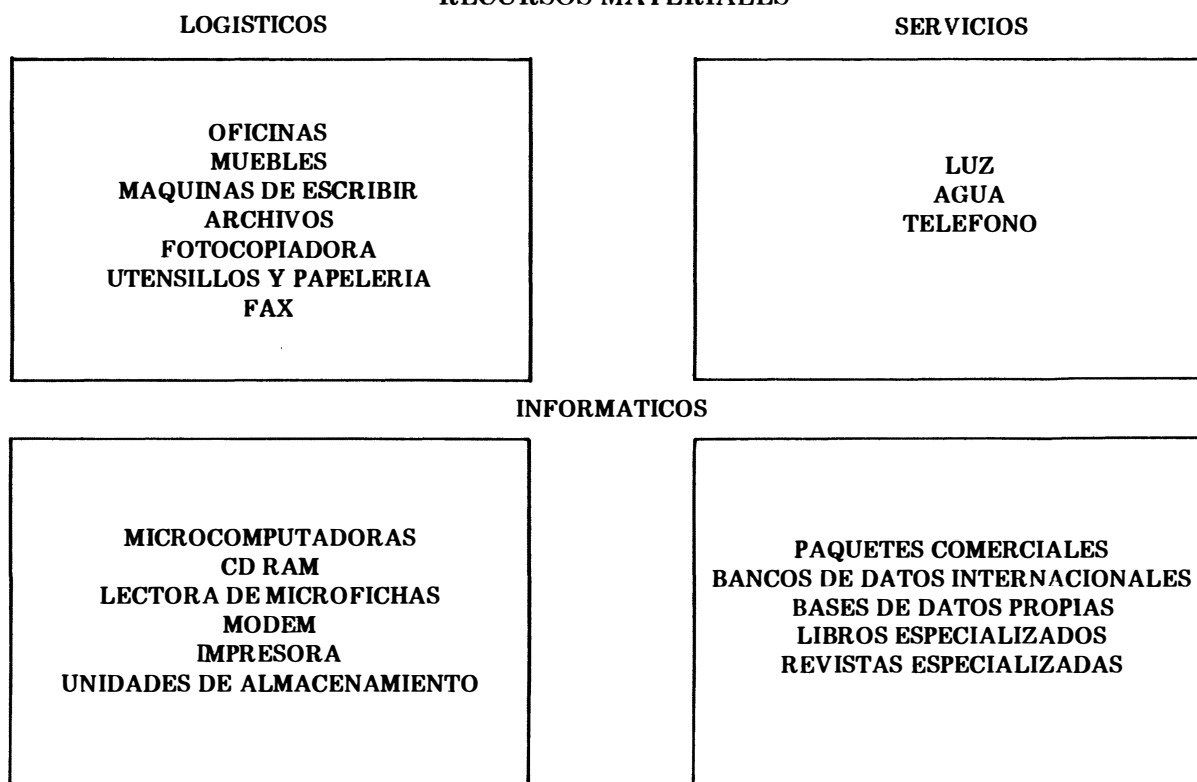 RECURSOS MATERIALES
LOGISTICOS
SERVICIOS
OFICINAS
MUEBLES
MAQUINAS DE ESCRIBIR
ARCHIVOS
FOTOCOPIADORA
UTENSILLOS Y PAPELERIA
FAX
LUZ
AGUA
TELEFONO
INFORMATICOS
MICROCOMPUTADORAS
CD RAM
LECTORA DE MICROFICHAS
MODEM
IMPRESORA
UNIDADES DE ALMACENAMIENTO
PAQUETES COMERCIALES
BANCOS DE DATOS INTERNACIONALES
BASES DE DATOS PROPIAS
LIBROS ESPECIALIZADOS
REVISTAS ESPECIALIZADAS